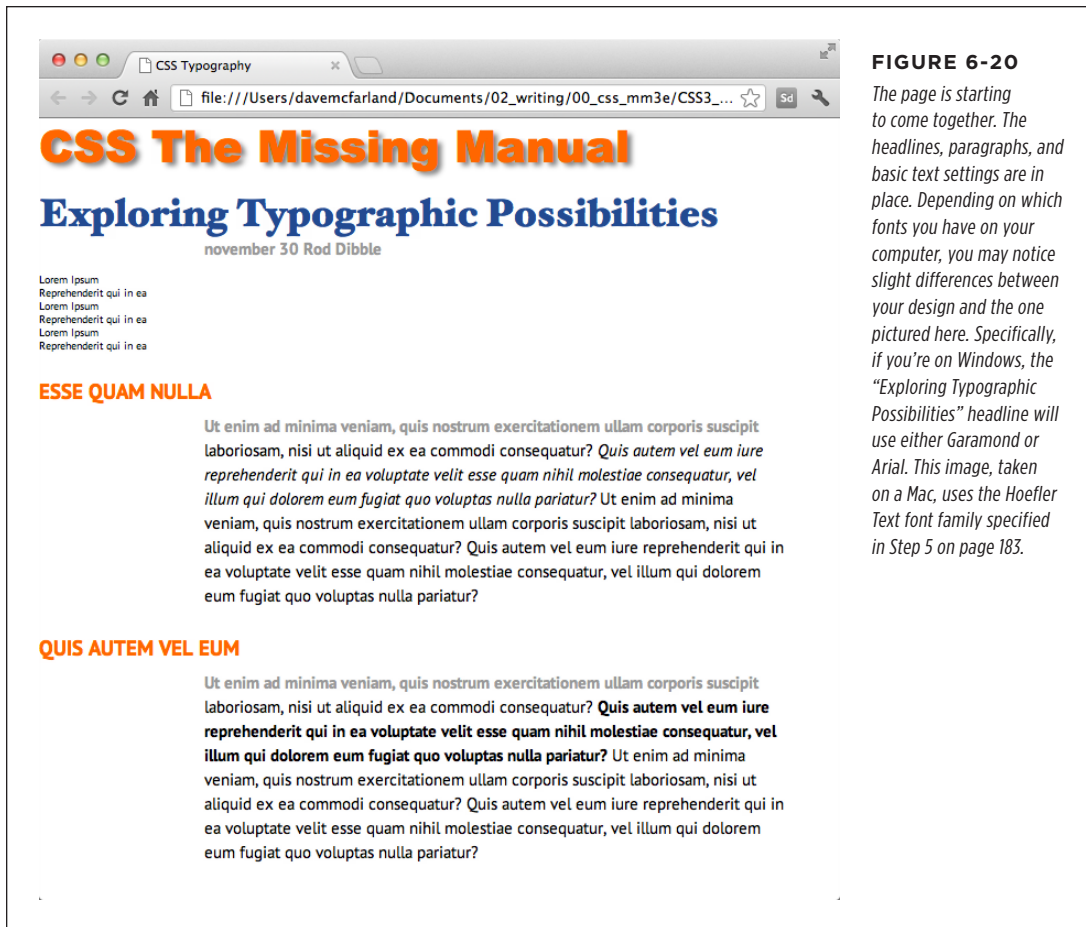 CSS Typography
file:///Users/davemcfarland/Documents/02_writing/00_css_mm3e/CSS3_...
Sd
CSS The Missing Manual
Exploring Typographic Possibilities
november 30 Rod Dibble
Lorem Ipsum
Reprehenderit qui in ea
Lorem Ipsum
Reprehenderit qui in ea
Lorem Ipsum
Reprehenderit qui in ea
ESSE QUAM NULLA
Ut enim ad minima veniam, quis nostrum exercitationem ullam corporis suscipit
laboriosam, nisi ut aliquid ex ea commodi consequatur? Quis autem vel eum iure
reprehenderit qui in ea voluptate velit esse quam nihil molestiae consequatur, vel
illum qui dolorem eum fugiat quo voluptas nulla pariatur? Ut enim ad minima
veniam, quis nostrum exercitationem ullam corporis suscipit laboriosam, nisi ut
aliquid ex ea commodi consequatur? Quis autem vel eum iure reprehenderit qui in
ea voluptate velit esse quam nihil molestiae consequatur, vel illum qui dolorem
eum fugiat quo voluptas nulla pariatur?
QUIS AUTEM VEL EUM
Ut enim ad minima veniam, quis nostrum exercitationem ullam corporis suscipit
laboriosam, nisi ut aliquid ex ea commodi consequatur? Quis autem vel eum iure
reprehenderit qui in ea voluptate velit esse quam nihil molestiae consequatur, vel
illum qui dolorem eum fugiat quo voluptas nulla pariatur? Ut enim ad minima
veniam, quis nostrum exercitationem ullam corporis suscipit laboriosam, nisi ut
aliquid ex ea commodi consequatur? Quis autem vel eum iure reprehenderit qui in
ea voluptate velit esse quam nihil molestiae consequatur, vel illum qui dolorem
eum fugiat quo voluptas nulla pariatur?
FIGURE 6-20
The page is starting
to come together. The
headlines, paragraphs, and
basic text settings are in
place. Depending on which
fonts you have on your
computer, you may notice
slight differences between
your design and the one
pictured here. Specifically,
if you're on Windows, the
“Exploring Typographic
Possibilities” headline will
use either Garamond or
Arial. This image, taken
on a Mac, uses the Hoefler
Text font family specified
in Step 5 on page 183.